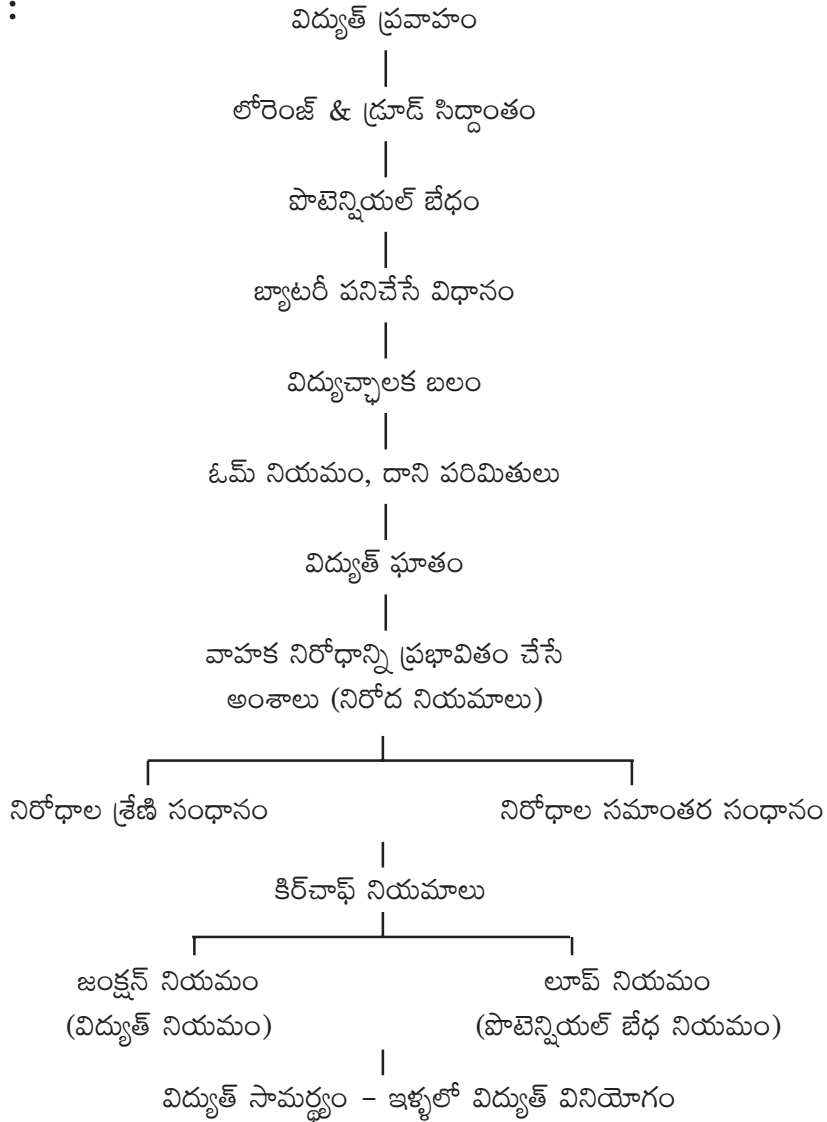 :
విద్యుత్ ప్రవాహం
లోరెంజ్ & డ్రూడ్ సిద్దాంతం
పొటెన్షియల్ బేధం
బ్యాటరీ పనిచేసే విధానం
విద్యుచ్ఛాలక బలం
ఓమ్ నియమం, దాని పరిమితులు
విద్యుత్ ఘాతం
వాహక నిరోధాన్ని ప్రభావితం చేసే
అంశాలు (నిరోద నియమాలు)
నిరోధాల శ్రేణి సంధానం నిరోధాల సమాంతర సంధానం
కిర్‌చాఫ్ నియమాలు
జంక్షన్ నియమం లూప్ నియమం
(విద్యుత్ నియమం) (పొటెన్షియల్ బేధ నియమం)
విద్యుత్ సామర్థ్యం – ఇళ్ళలో విద్యుత్ వినియోగం